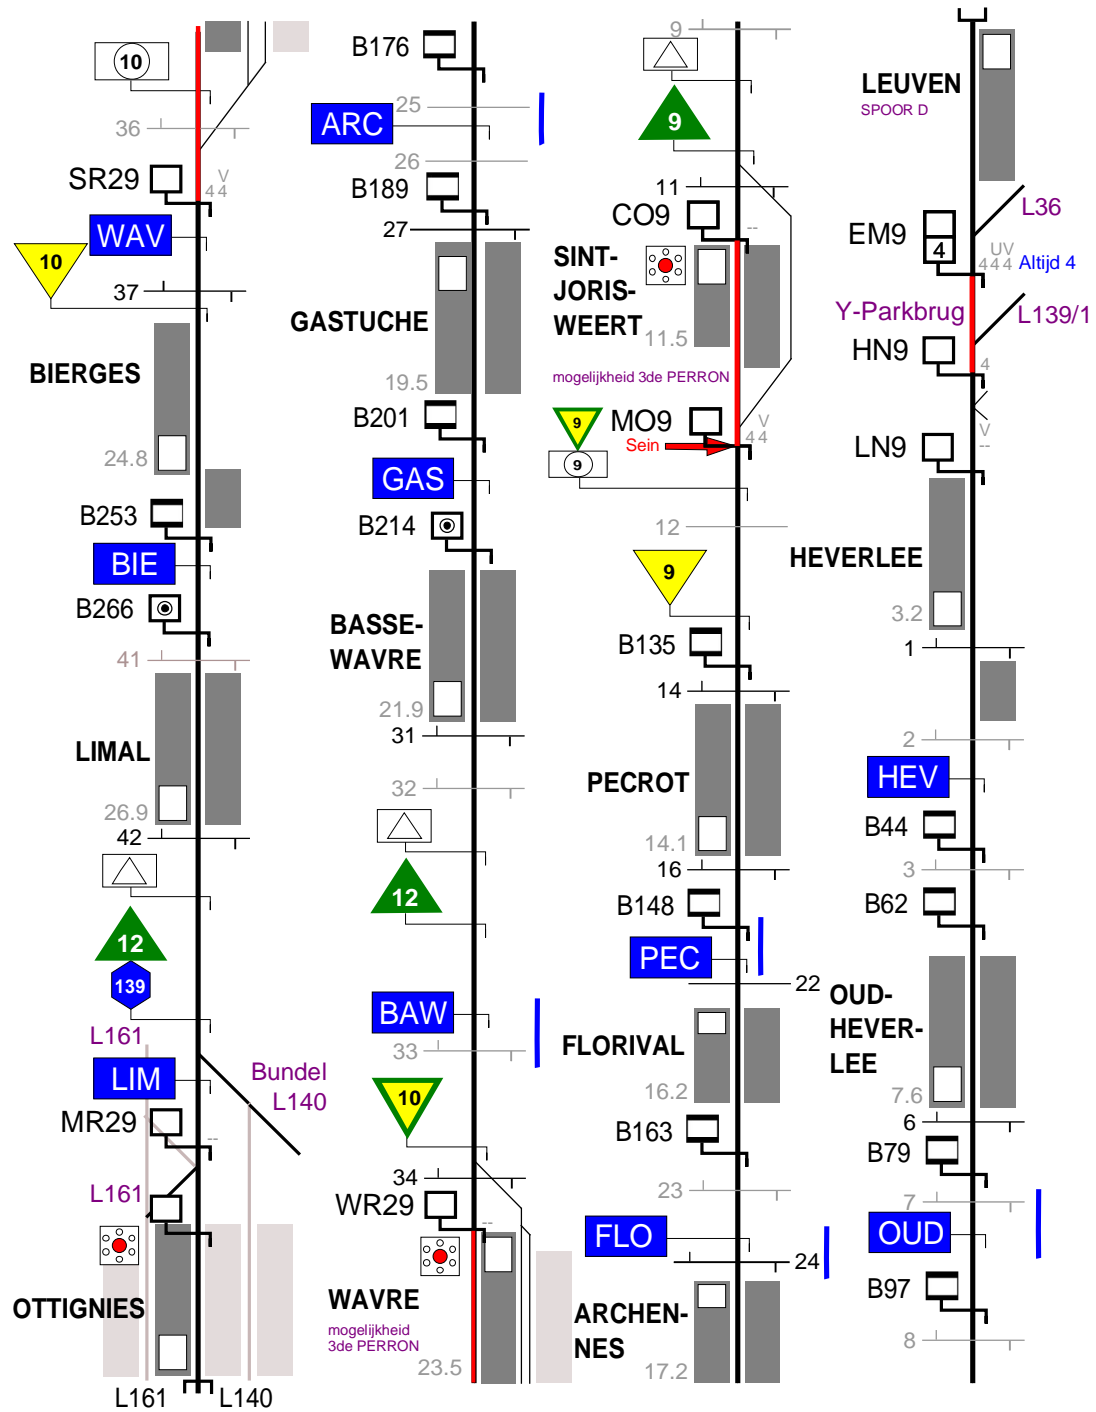 10
36
SR29
V
4 4
WAV
10
37
BIERGES
24.8
B253
BIE
B266
41
LIMAL
26.9
42
12
139
L161
LIM
Bundel
L140
MR29
--
L161
OTTIGNIES
L161
L140
B176
25
ARC
26
B189
27
GASTUCHE
19.5
B201
GAS
B214
BASSE-
WAVRE
21.9
31
32
12
BAW
33
10
34
WR29
--
WAVRE
mogelijkheid
3de PERRON
23.5
9
9
11
CO9
--
SINT-
JORIS-
WEERT
11.5
mogelijkheid 3de PERRON
9
MO9
V
4 4
Sein
9
12
9
B135
14
PECROT
14.1
16
B148
PEC
22
FLORIVAL
16.2
B163
23
FLO
24
ARCHEN-
NES
17.2
LEUVEN
SPOOR D
L36
EM9
4
UV
4 4 4
Altijd 4
Y-Parkbrug
L139/1
HN9
4
V
--
LN9
HEVERLEE
3.2
1
2
HEV
B44
3
B62
OUD-
HEVER-
LEE
7.6
6
B79
7
OUD
B97
8